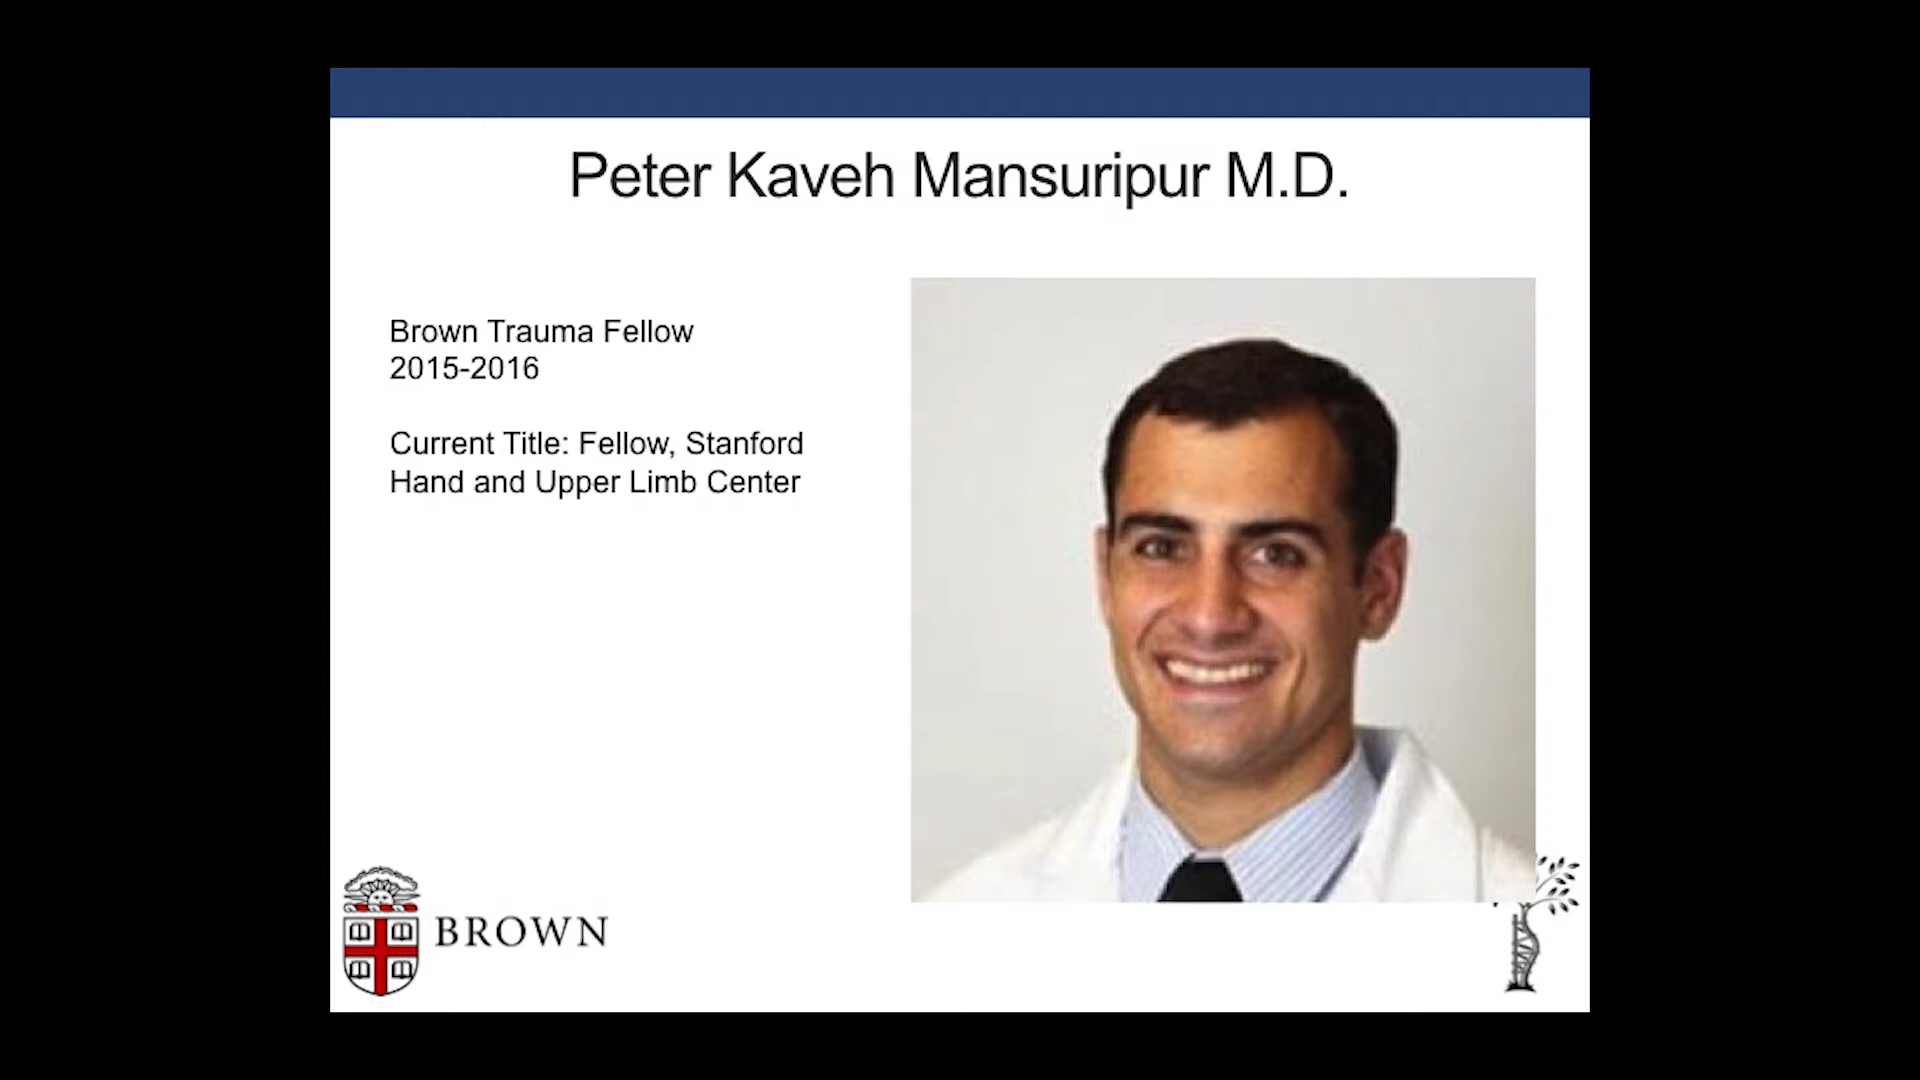 Peter Kaveh Mansuripur M.D.
Brown Trauma Fellow
2015-2016
Current Title: Fellow, Stanford
Hand and Upper Limb Center
BROWN